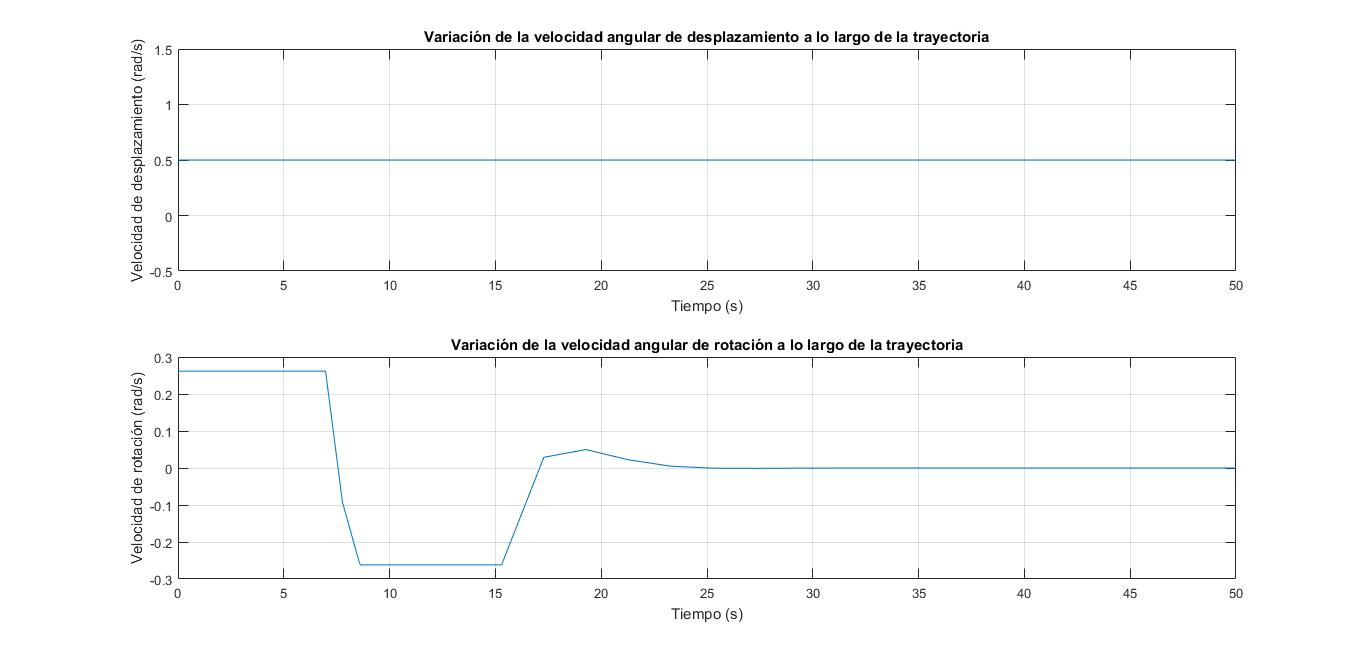 Variación de la velocidad angular de desplazamiento a lo largo de la trayectoria
Velocidad de desplazamiento (rad/s)
1.5
1
0.5
0
-0.5
0 5 10 15 20 25 30 35 40 45 50
Tiempo (s)
Variación de la velocidad angular de rotación a lo largo de la trayectoria
Velocidad de rotación (rad/s)
0.3
0.2
0.1
0
-0.1
-0.2
-0.3
0 5 10 15 20 25 30 35 40 45 50
Tiempo (s)